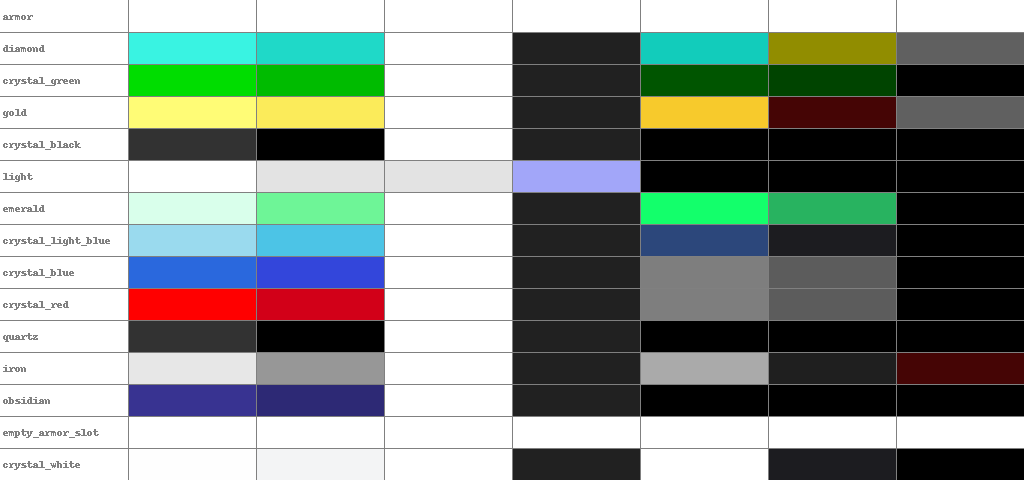 armor
diamond
crystal_green
gold
crystal_black
light
emerald
crystal_light_blue
crystal_blue
crystal_red
quartz
iron
obsidian
empty_armor_slot
crystal_white